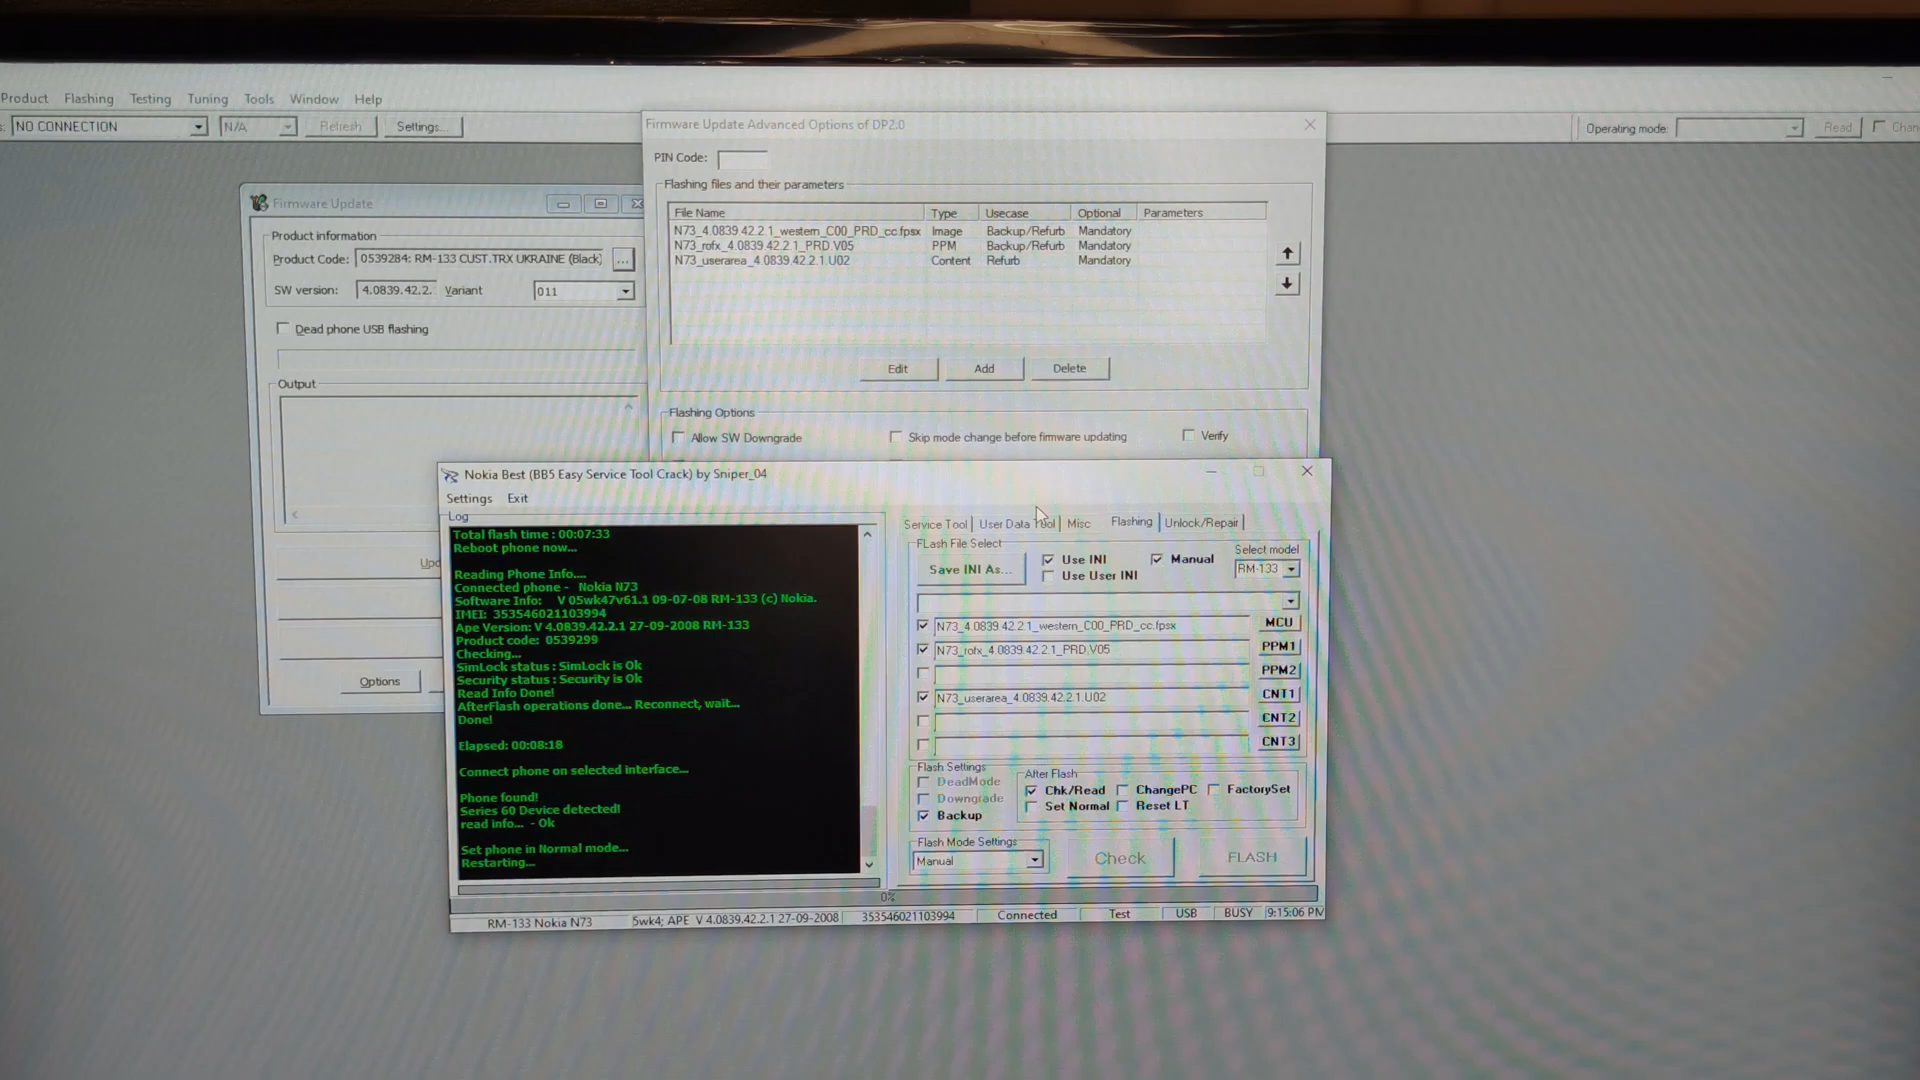 Product Flashing Testing Tuning Tools Window Help
NO CONNECTION N/A Refresh Settings...
Operating mode: Read
Firmware Update Advanced Options of DP2.0
PIN Code:
Flashing files and their parameters
File Name Type Usecase Optional Parameters
N73_4.0839.42.2.1_western_C00_PRD_cc.fpsx Image Backup/Refurb Mandatory
N73_rofx_4.0839.42.2.1_PRD.V05 PPM Backup/Refurb Mandatory
N73_userarea_4.0839.42.2.1.U02 Content Refurb Mandatory
Edit Add Delete
Flashing Options
Allow SW Downgrade Skip mode change before firmware updating Verify
Firmware Update
Product information
Product Code: 0539284: RM-133 CUST.TRX UKRAINE (Black) ...
SW version: 4.0839.42.2. Variant 011
Dead phone USB flashing
Output
Options
Nokia Best (BB5 Easy Service Tool Crack) by Sniper_04
Settings Exit
Log
Total flash time : 00:07:33
Reboot phone now...
Reading Phone Info....
Connected phone - Nokia N73
Software Info: V 05wk47v61.1 09-07-08 RM-133 (c) Nokia.
IMEI: 353546021103994
Ape Version: V 4.0839.42.2.1 27-09-2008 RM-133
Product code: 0539299
Checking...
SimLock status : SimLock is Ok
Security status : Security is Ok
Read Info Done!
AfterFlash operations done... Reconnect, wait...
Done!
Elapsed: 00:08:18
Connect phone on selected interface...
Phone found!
Series 60 Device detected!
read info... - Ok
Set phone in Normal mode...
Restarting...
Service Tool User Data Tool Misc Flashing Unlock/Repair
FLash File Select
Save INI As... Use INI Manual Select model
Use User INI RM-133
N73_4.0839.42.2.1_western_C00_PRD_cc.fpsx MCU
N73_rofx_4.0839.42.2.1_PRD.V05 PPM1
PPM2
N73_userarea_4.0839.42.2.1.U02 CNT1
CNT2
CNT3
Flash Settings
DeadMode
Downgrade
Backup
After Flash
Chk/Read ChangePC FactorySet
Set Normal Reset LT
Flash Mode Settings
Manual Check FLASH
0%
RM-133 Nokia N73 5wk4; APE V 4.0839.42.2.1 27-09-2008 353546021103994 Connected Test USB BUSY 9:15:06 PM